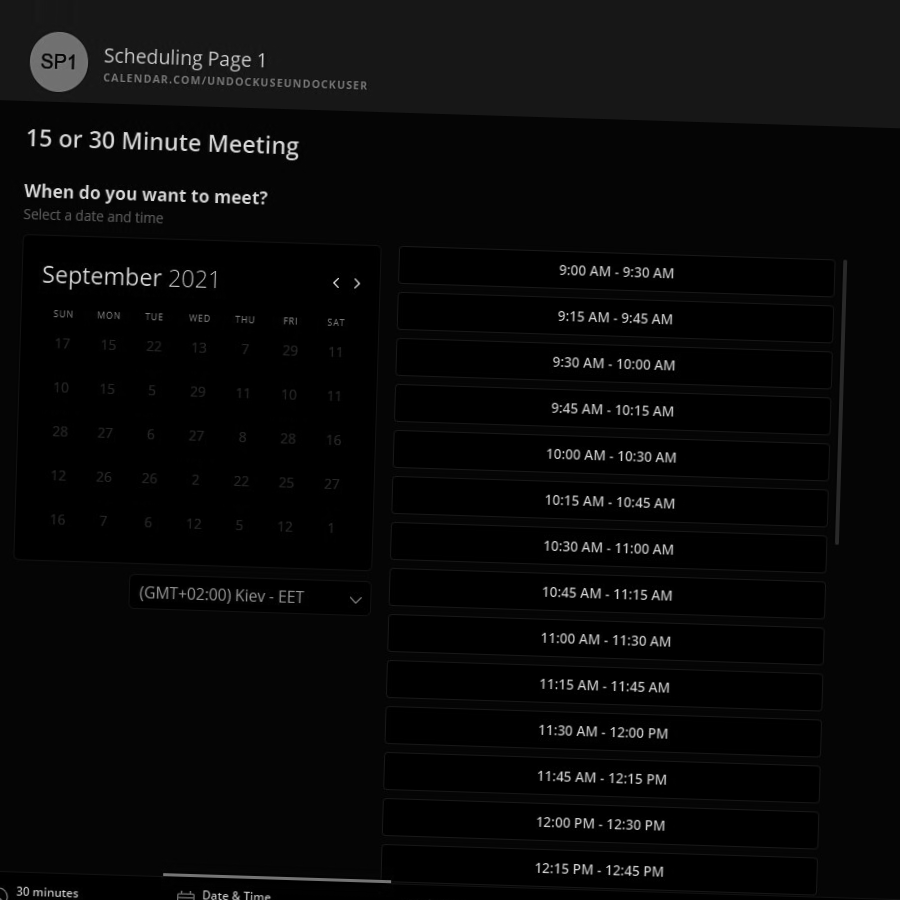 SP1
Scheduling Page 1
CALENDAR.COM/UNDOCKUSEUNDOCKUSER
15 or 30 Minute Meeting
When do you want to meet?
Select a date and time
September 2021
SUN MON TUE WED THU FRI SAT
17 15 22 13 7 29 11
10 15 5 29 11 10 11
28 27 6 27 8 28 16
12 26 26 2 22 25 27
16 7 6 12 5 12 1
(GMT+02:00) Kiev - EET
9:00 AM - 9:30 AM
9:15 AM - 9:45 AM
9:30 AM - 10:00 AM
9:45 AM - 10:15 AM
10:00 AM - 10:30 AM
10:15 AM - 10:45 AM
10:30 AM - 11:00 AM
10:45 AM - 11:15 AM
11:00 AM - 11:30 AM
11:15 AM - 11:45 AM
11:30 AM - 12:00 PM
11:45 AM - 12:15 PM
12:00 PM - 12:30 PM
12:15 PM - 12:45 PM
30 minutes
Date & Time